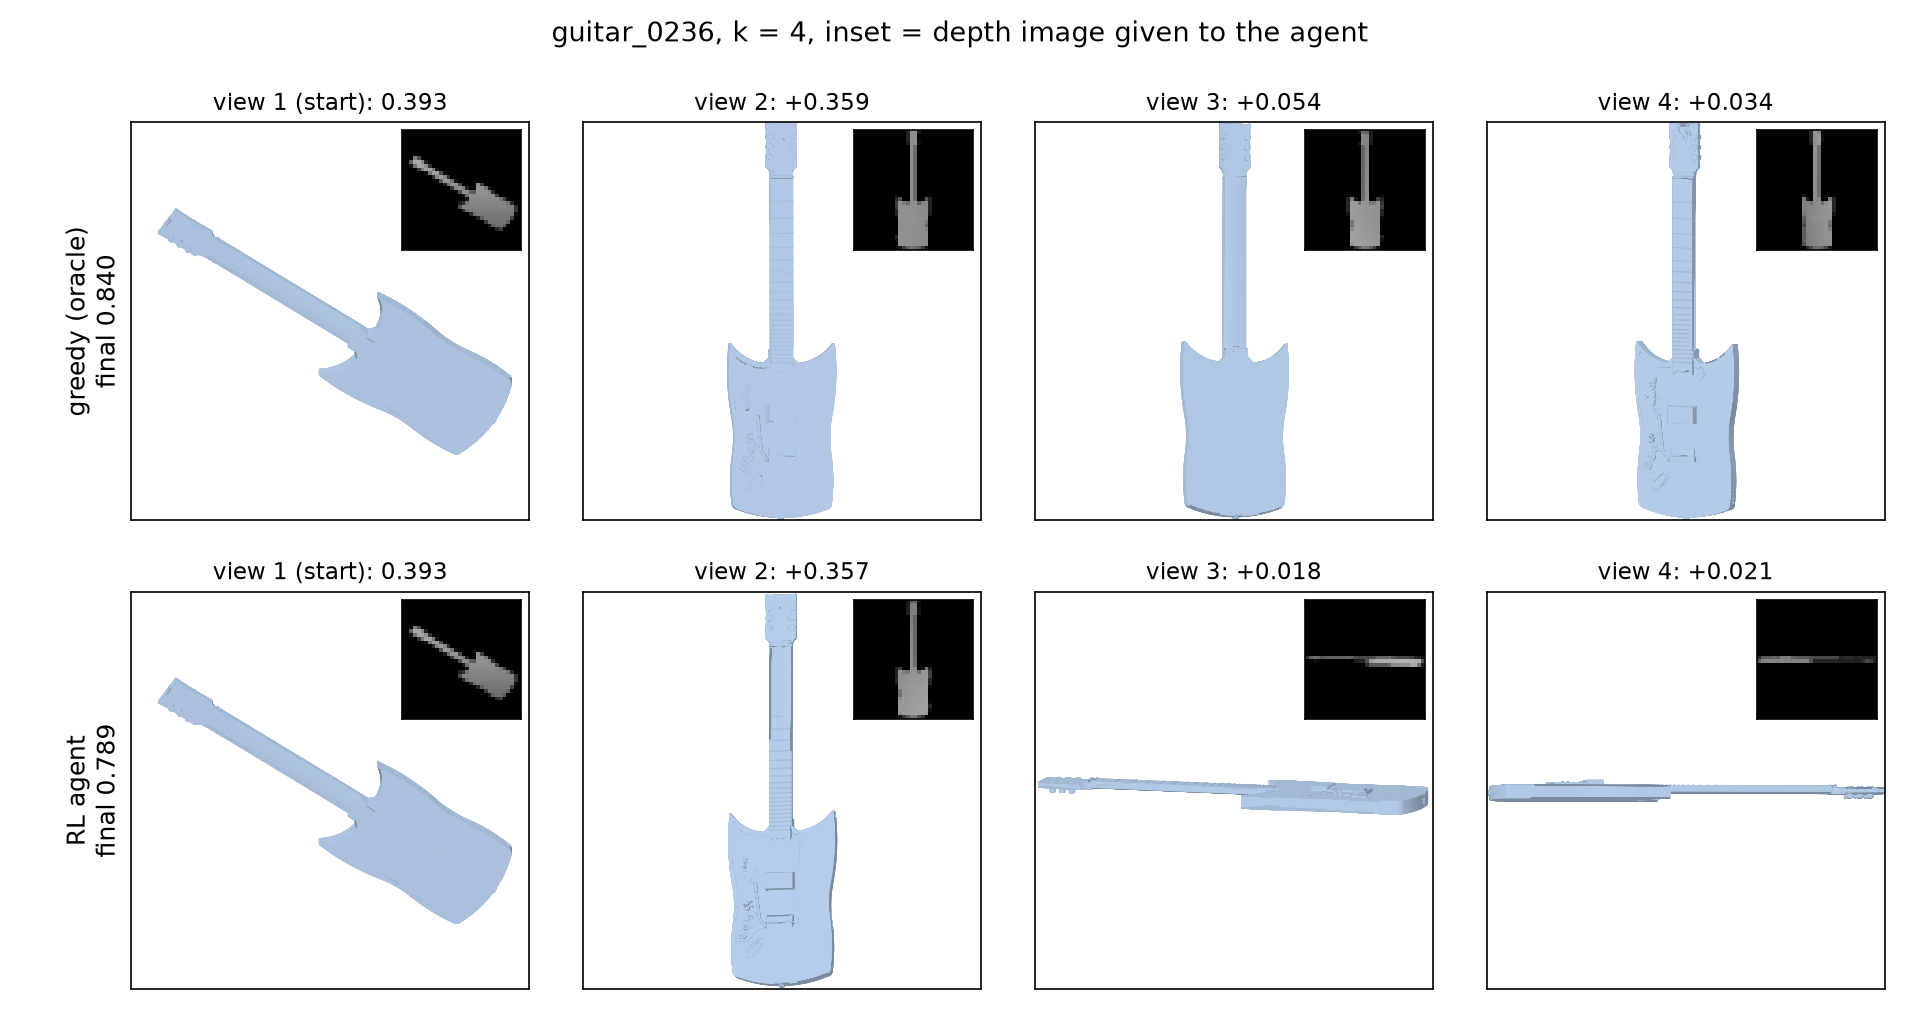 guitar_0236, k = 4, inset = depth image given to the agent
greedy (oracle)
final 0.840
view 1 (start): 0.393
view 2: +0.359
view 3: +0.054
view 4: +0.034
RL agent
final 0.789
view 1 (start): 0.393
view 2: +0.357
view 3: +0.018
view 4: +0.021